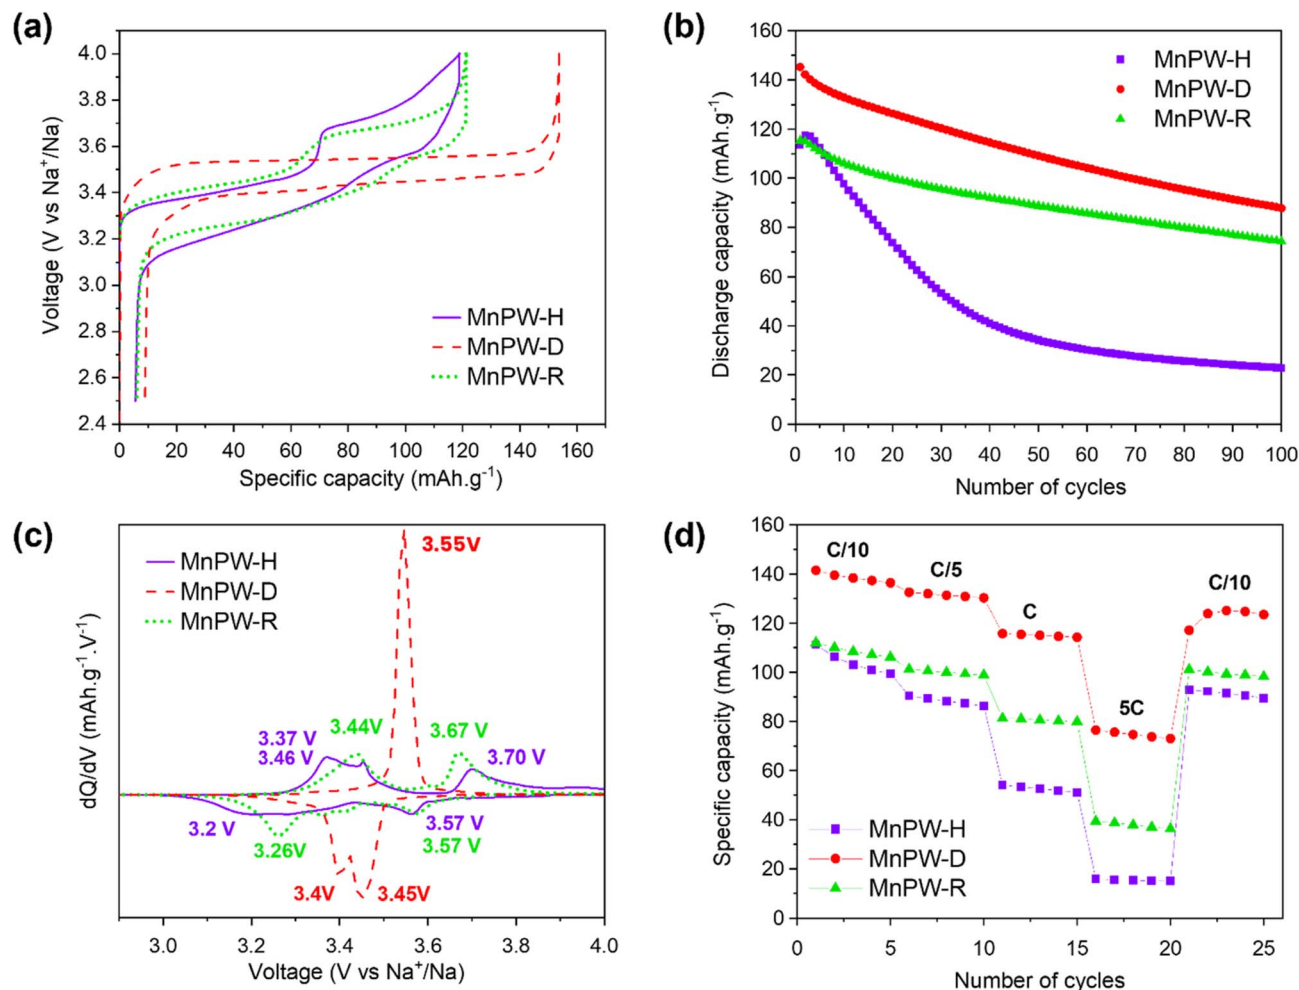 (a)
4.0
3.8
3.6
3.4
3.2
3.0
2.8
2.6
2.4
Voltage (V vs Na⁺/Na)
MnPW-H
MnPW-D
MnPW-R
0 20 40 60 80 100 120 140 160
Specific capacity (mAh.g⁻¹)
(b)
160
140
120
100
80
60
40
20
0
Discharge capacity (mAh.g⁻¹)
MnPW-H
MnPW-D
MnPW-R
0 10 20 30 40 50 60 70 80 90 100
Number of cycles
(c)
dQ/dV (mAh.g⁻¹.V⁻¹)
MnPW-H
MnPW-D
MnPW-R
3.55V
3.37 V
3.46 V
3.44V
3.67 V
3.70 V
3.2 V
3.26V
3.4V
3.45V
3.57 V
3.57 V
3.0 3.2 3.4 3.6 3.8 4.0
Voltage (V vs Na⁺/Na)
(d)
160
140
120
100
80
60
40
20
0
Specific capacity (mAh.g⁻¹)
C/10
C/5
C
5C
C/10
MnPW-H
MnPW-D
MnPW-R
0 5 10 15 20 25
Number of cycles